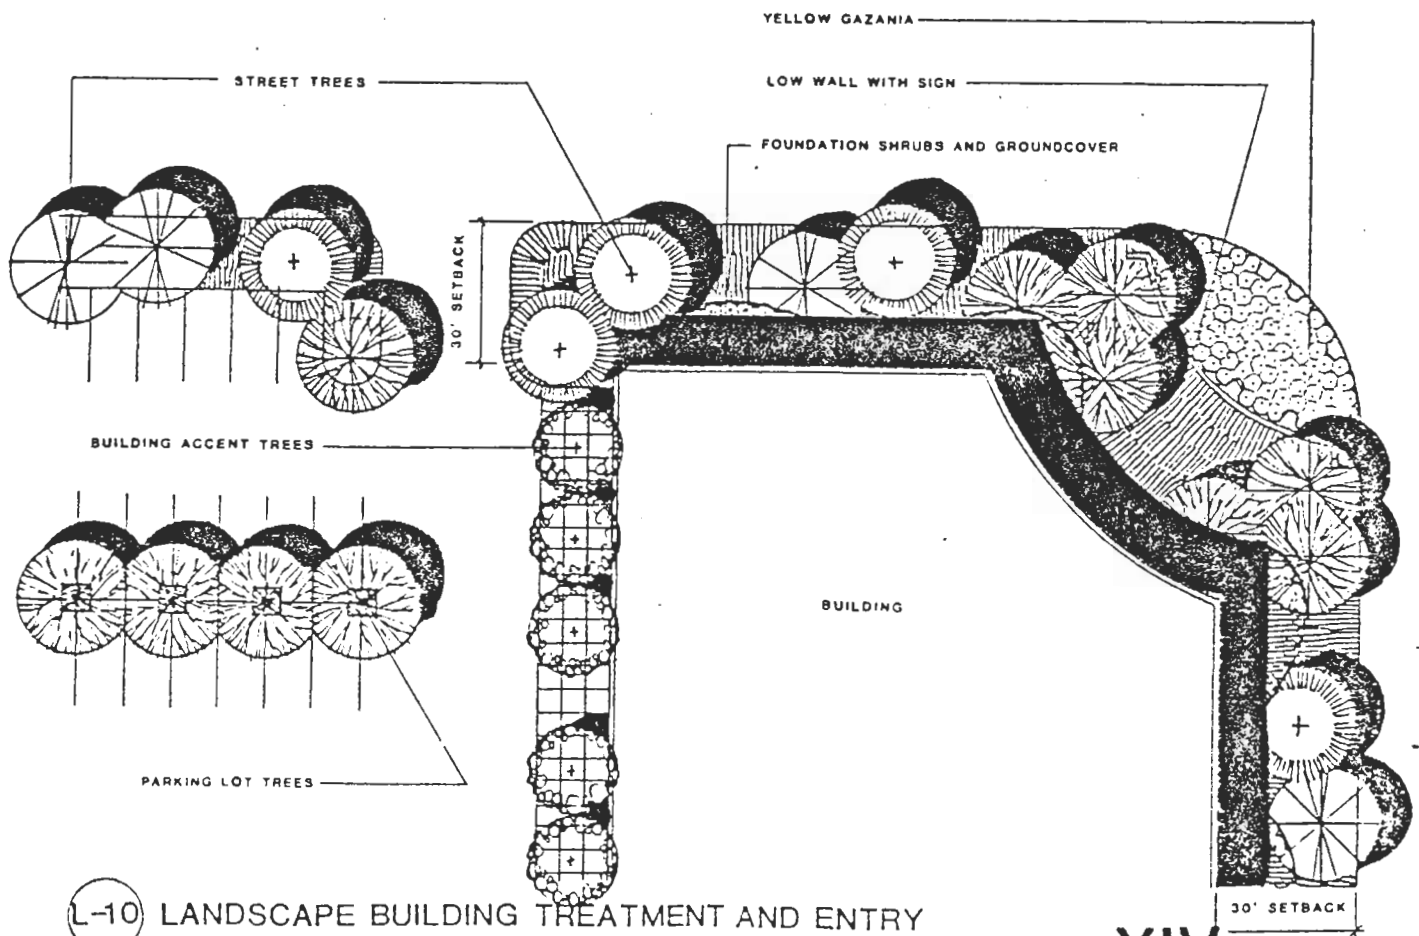 YELLOW GAZANIA
STREET TREES
LOW WALL WITH SIGN
FOUNDATION SHRUBS AND GROUNDCOVER
30' SETBACK
BUILDING ACCENT TREES
BUILDING
PARKING LOT TREES
L-10 LANDSCAPE BUILDING TREATMENT AND ENTRY
30' SETBACK
XIV